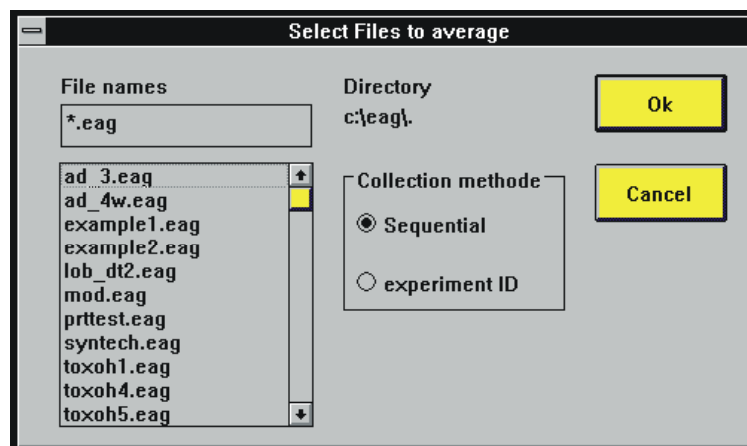 Select Files to average
File names
*.eag
ad_3.eag
ad_4w.eag
example1.eag
example2.eag
lob_dt2.eag
mod.eag
prttest.eag
syntech.eag
toxoh1.eag
toxoh4.eag
toxoh5.eag
Directory
c:\eag\.
Collection methode
Sequential
experiment ID
Ok
Cancel